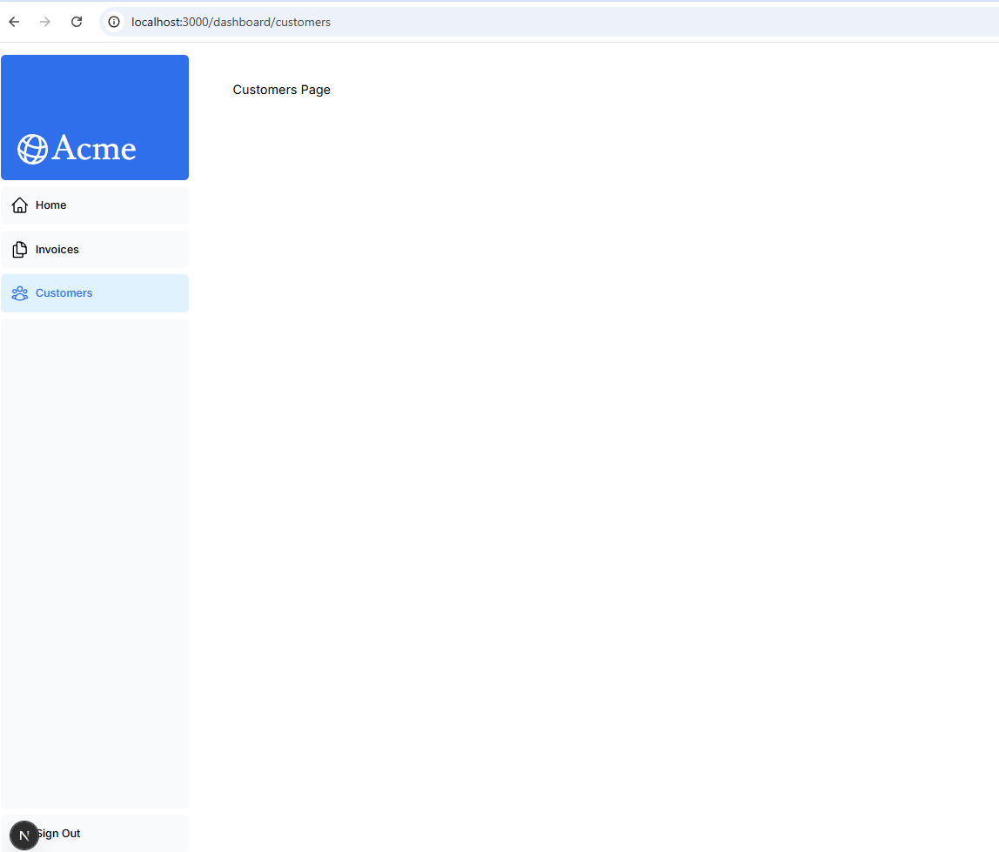 localhost:3000/dashboard/customers
Acme
Customers Page
Home
Invoices
Customers
N
Sign Out